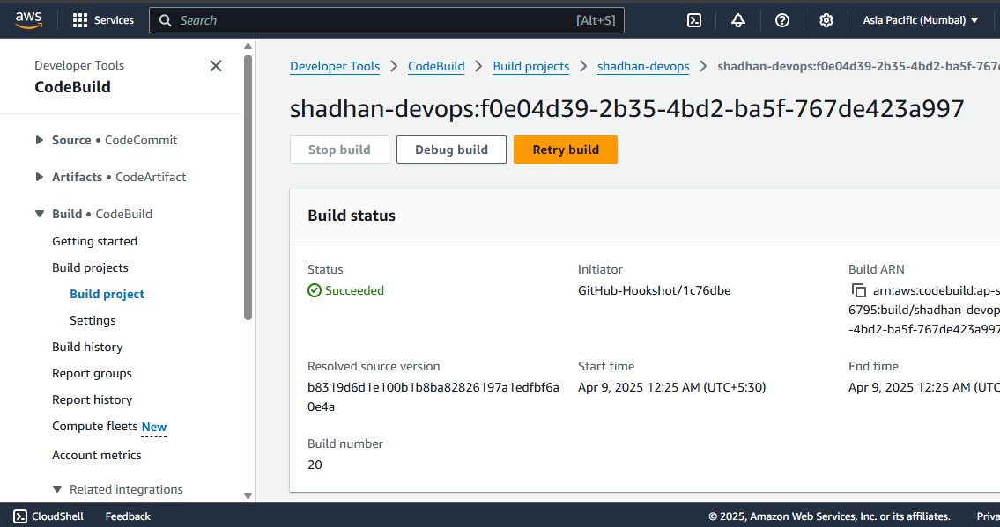 aws Services Search [Alt+S] Asia Pacific (Mumbai)
Developer Tools
CodeBuild
Source • CodeCommit
Artifacts • CodeArtifact
Build • CodeBuild
Getting started
Build projects
Build project
Settings
Build history
Report groups
Report history
Compute fleets New
Account metrics
Related integrations
Developer Tools > CodeBuild > Build projects > shadhan-devops > shadhan-devops:f0e04d39-2b35-4bd2-ba5f-767
shadhan-devops:f0e04d39-2b35-4bd2-ba5f-767de423a997
Stop build Debug build Retry build
Build status
Status
Succeeded
Initiator
GitHub-Hookshot/1c76dbe
Build ARN
arn:aws:codebuild:ap-s
6795:build/shadhan-devop
-4bd2-ba5f-767de423a997
Resolved source version
b8319d6d1e100b1b8ba82826197a1edfbf6a
0e4a
Start time
Apr 9, 2025 12:25 AM (UTC+5:30)
End time
Apr 9, 2025 12:25 AM (UTC
Build number
20
CloudShell Feedback © 2025, Amazon Web Services, Inc. or its affiliates. Priva